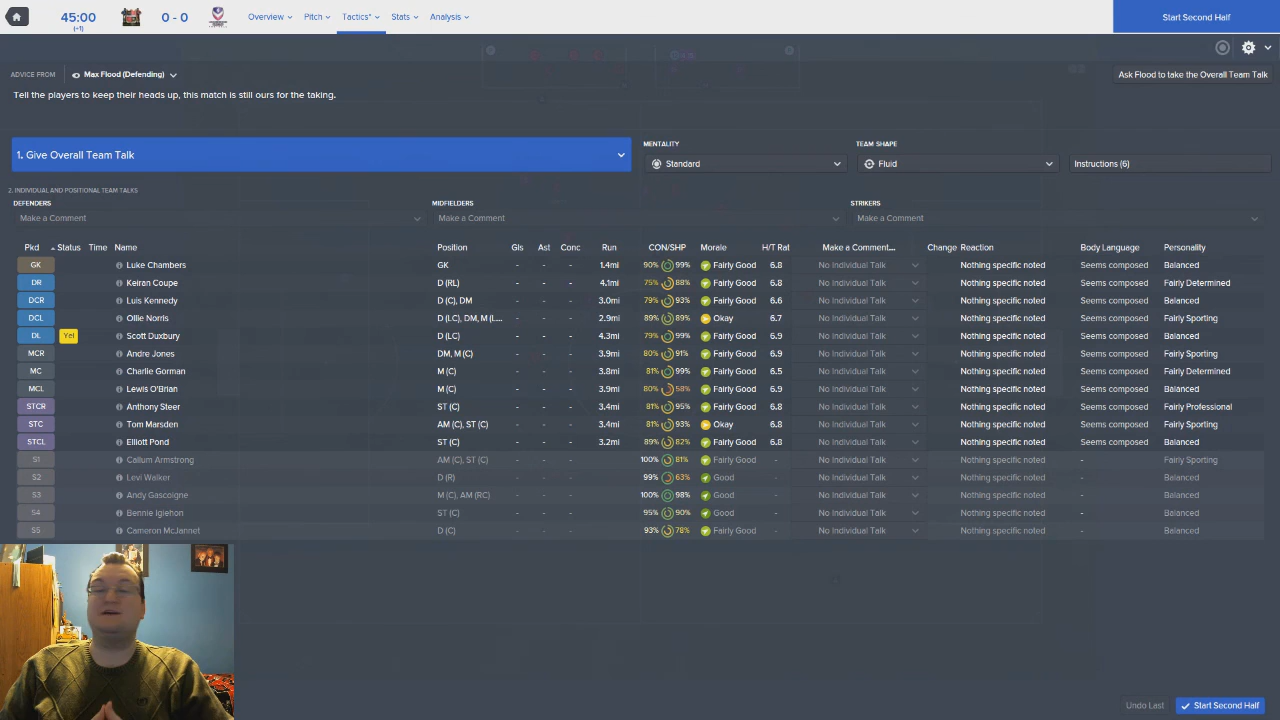 45:00
(+1)
0 - 0
Overview
Pitch
Tactics*
Stats
Analysis
Start Second Half
ADVICE FROM
Max Flood (Defending)
Ask Flood to take the Overall Team Talk
Tell the players to keep their heads up, this match is still ours for the taking.
1. Give Overall Team Talk
MENTALITY
Standard
TEAM SHAPE
Fluid
Instructions (6)
2. INDIVIDUAL AND POSITIONAL TEAM TALKS
DEFENDERS
Make a Comment
MIDFIELDERS
Make a Comment
STRIKERS
Make a Comment
Pkd Status Time Name Position Gls Ast Conc Run CON/SHP Morale H/T Rat Make a Comment... Change Reaction Body Language Personality
GK Luke Chambers GK - - - 1.4mi 90% 99% Fairly Good 6.8 No Individual Talk Nothing specific noted Seems composed Balanced
DR Keiran Coupe D (RL) - - - 4.1mi 75% 88% Fairly Good 6.8 No Individual Talk Nothing specific noted Seems composed Fairly Determined
DCR Luis Kennedy D (C), DM - - - 3.0mi 79% 93% Fairly Good 6.6 No Individual Talk Nothing specific noted Seems composed Balanced
DCL Ollie Norris D (LC), DM, M (L... - - - 2.9mi 89% 89% Okay 6.7 No Individual Talk Nothing specific noted Seems composed Fairly Sporting
DL Yel Scott Duxbury D (LC) - - - 4.3mi 79% 99% Fairly Good 6.9 No Individual Talk Nothing specific noted Seems composed Balanced
MCR Andre Jones DM, M (C) - - - 3.9mi 80% 91% Fairly Good 6.9 No Individual Talk Nothing specific noted Seems composed Fairly Sporting
MC Charlie Gorman M (C) - - - 3.8mi 81% 99% Fairly Good 6.5 No Individual Talk Nothing specific noted Seems composed Fairly Determined
MCL Lewis O'Brian M (C) - - - 3.9mi 80% 58% Fairly Good 6.9 No Individual Talk Nothing specific noted Seems composed Balanced
STCR Anthony Steer ST (C) - - - 3.4mi 81% 95% Fairly Good 6.8 No Individual Talk Nothing specific noted Seems composed Fairly Professional
STC Tom Marsden AM (C), ST (C) - - - 3.4mi 81% 93% Okay 6.8 No Individual Talk Nothing specific noted Seems composed Fairly Sporting
STCL Elliott Pond ST (C) - - - 3.2mi 89% 82% Fairly Good 6.8 No Individual Talk Nothing specific noted Seems composed Balanced
S1 Callum Armstrong AM (C), ST (C) - - - 100% 81% Fairly Good - No Individual Talk Nothing specific noted - Fairly Sporting
S2 Levi Walker D (R) - - - 99% 63% Good - No Individual Talk Nothing specific noted - Balanced
S3 Andy Gascoigne M (C), AM (RC) - - - 100% 98% Good - No Individual Talk Nothing specific noted - Balanced
S4 Bennie Igiehon ST (C) - - - 95% 90% Good - No Individual Talk Nothing specific noted - Balanced
S5 Cameron McJannet D (C) - - - 93% 78% Fairly Good - No Individual Talk Nothing specific noted - Balanced
Undo Last
Start Second Half